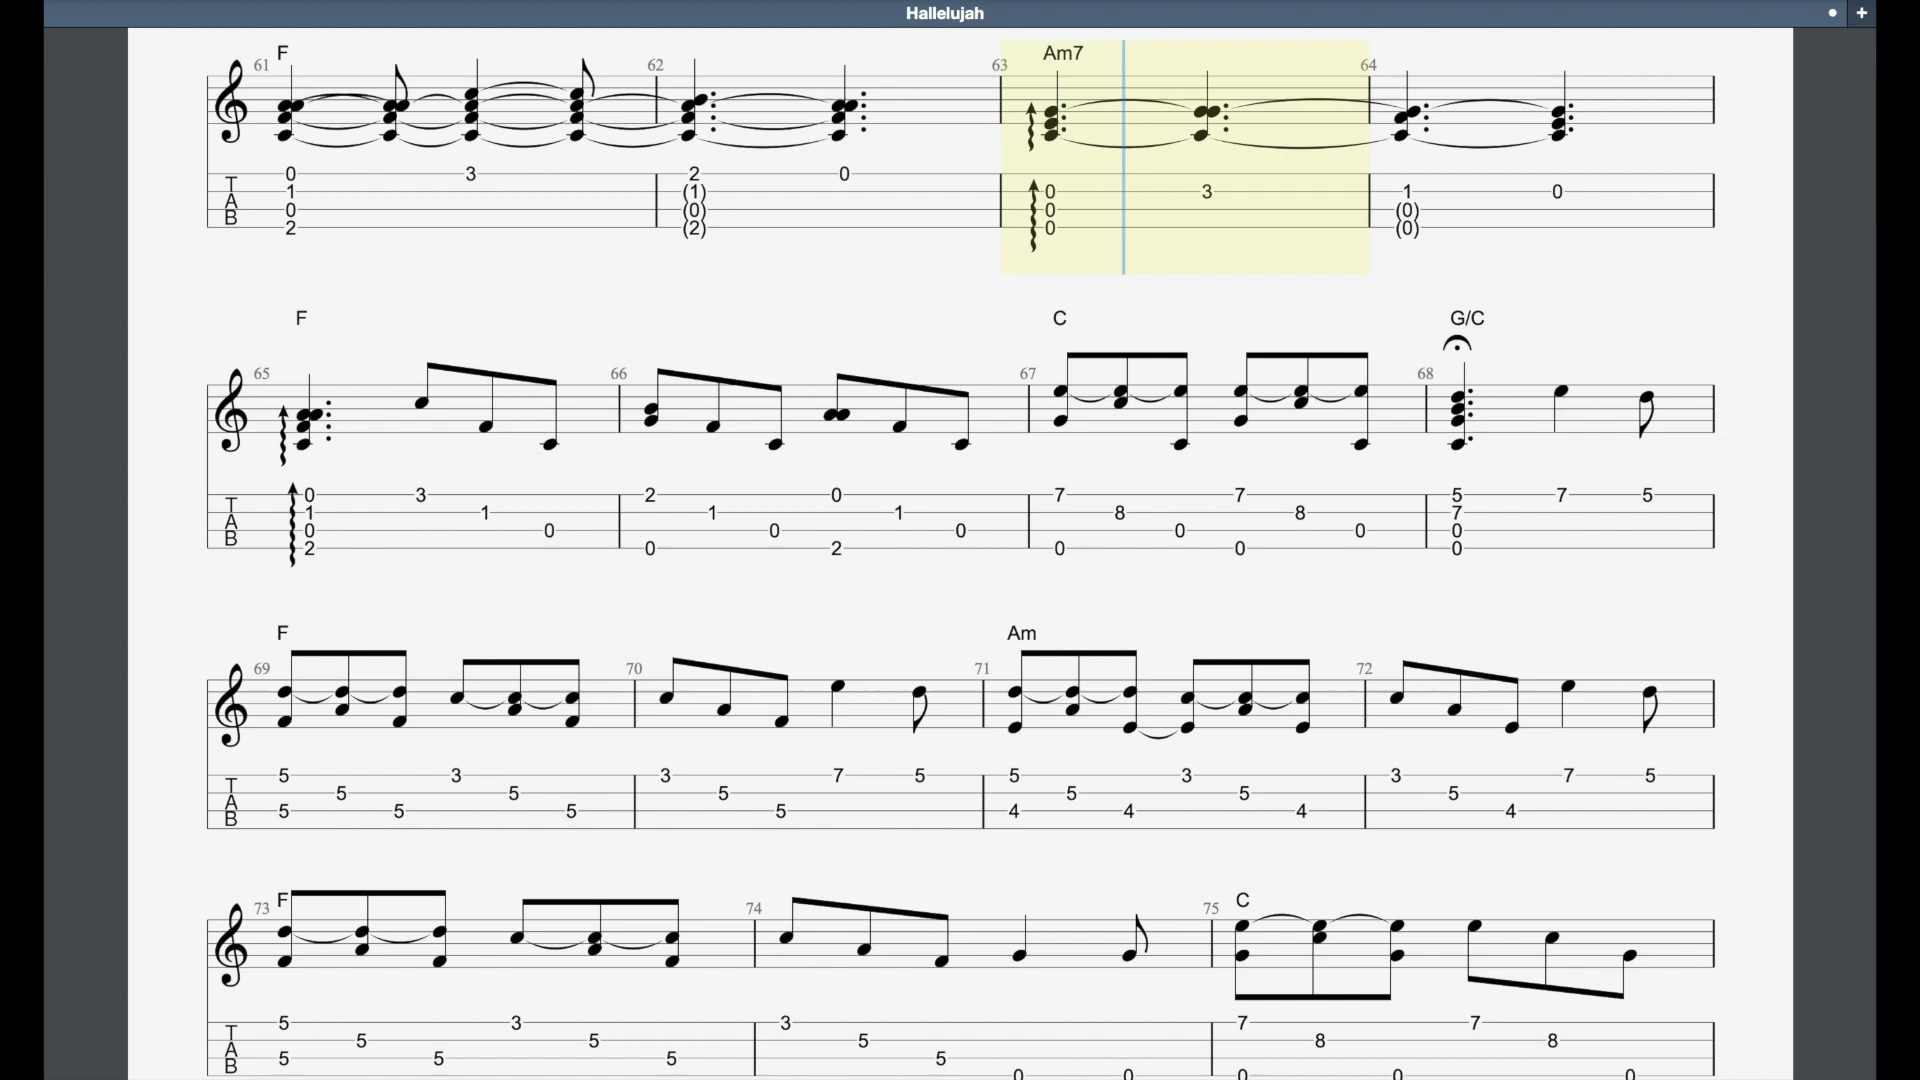 Hallelujah
+
F Am7
61 62 63 64
T A B
0 3 2 0 0 3 1 0
1 (1) 0 (0)
0 (0) 0 (0)
2 (2)
F C G/C
65 66 67 68
T A B
0 3 2 0 7 7 5 7 5
1 1 1 1 8 8 7
0 0 0 0 0 0 0
2 0 2 0 0 0
F Am
69 70 71 72
T A B
5 3 3 7 5 5 3 3 7 5
5 5 5 5 5 5
5 5 5 5 4 4 4 4
F C
73 74 75
T A B
5 3 3 7 7
5 5 5 8 8
5 5 5 5
0 0 0 0 0